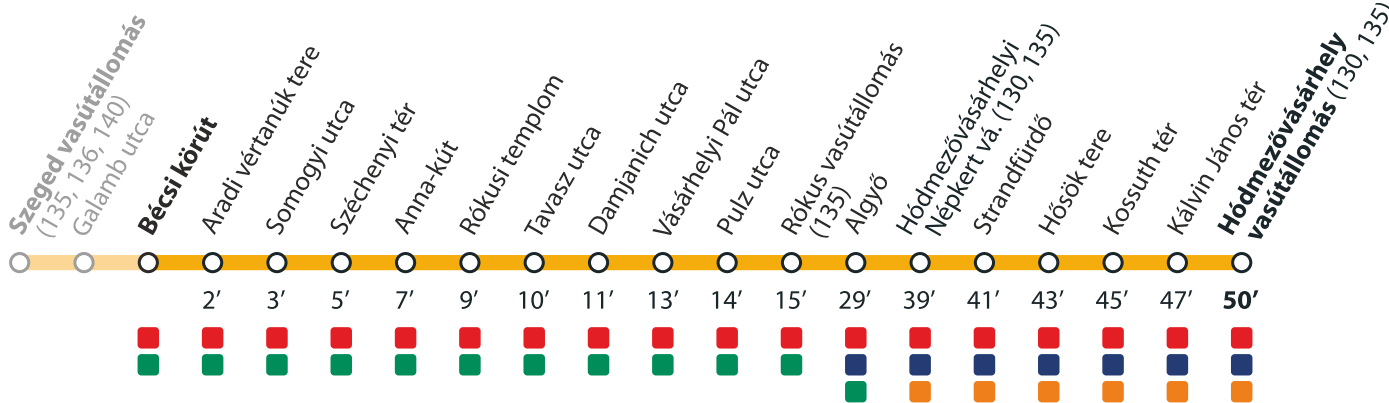 Szeged vasútállomás
(135, 136, 140)
Galamb utca
Bécsi körút
Aradi vértanúk tere
Somogyi utca
Széchenyi tér
Anna-kút
Rókusi templom
Tavasz utca
Damjanich utca
Vásárhelyi Pál utca
Pulz utca
Rókus vasútállomás
(135)
Algyő
Hódmezővásárhelyi
Népkert vá. (130, 135)
Strandfürdő
Hősök tere
Kossuth tér
Kálvin János tér
Hódmezővásárhely
vasútállomás (130, 135)
2’ 3’ 5’ 7’ 9’ 10’ 11’ 13’ 14’ 15’ 29’ 39’ 41’ 43’ 45’ 47’ 50’